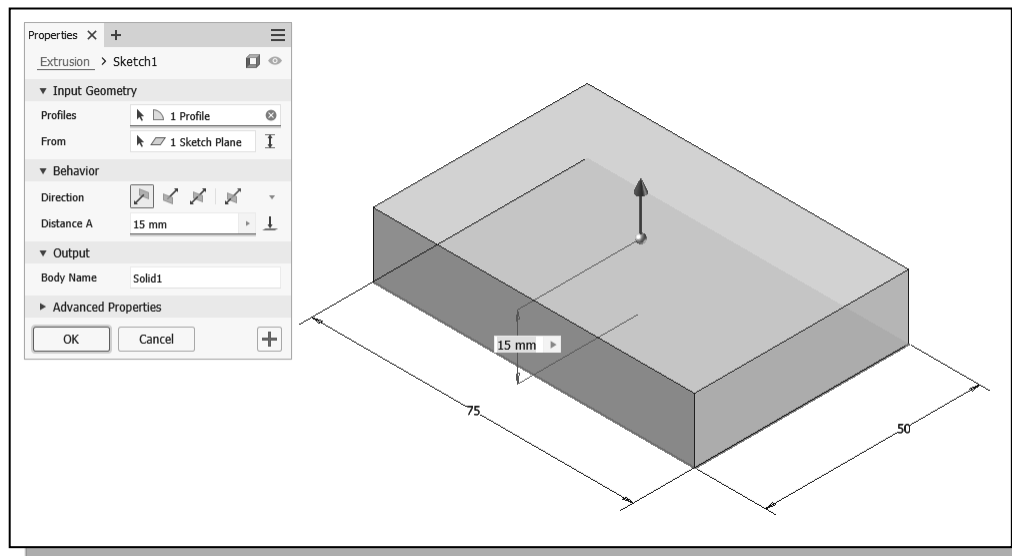 Properties
Extrusion > Sketch1
Input Geometry
Profiles 1 Profile
From 1 Sketch Plane
Behavior
Direction
Distance A 15 mm
Output
Body Name Solid1
Advanced Properties
OK Cancel
15 mm
75
50